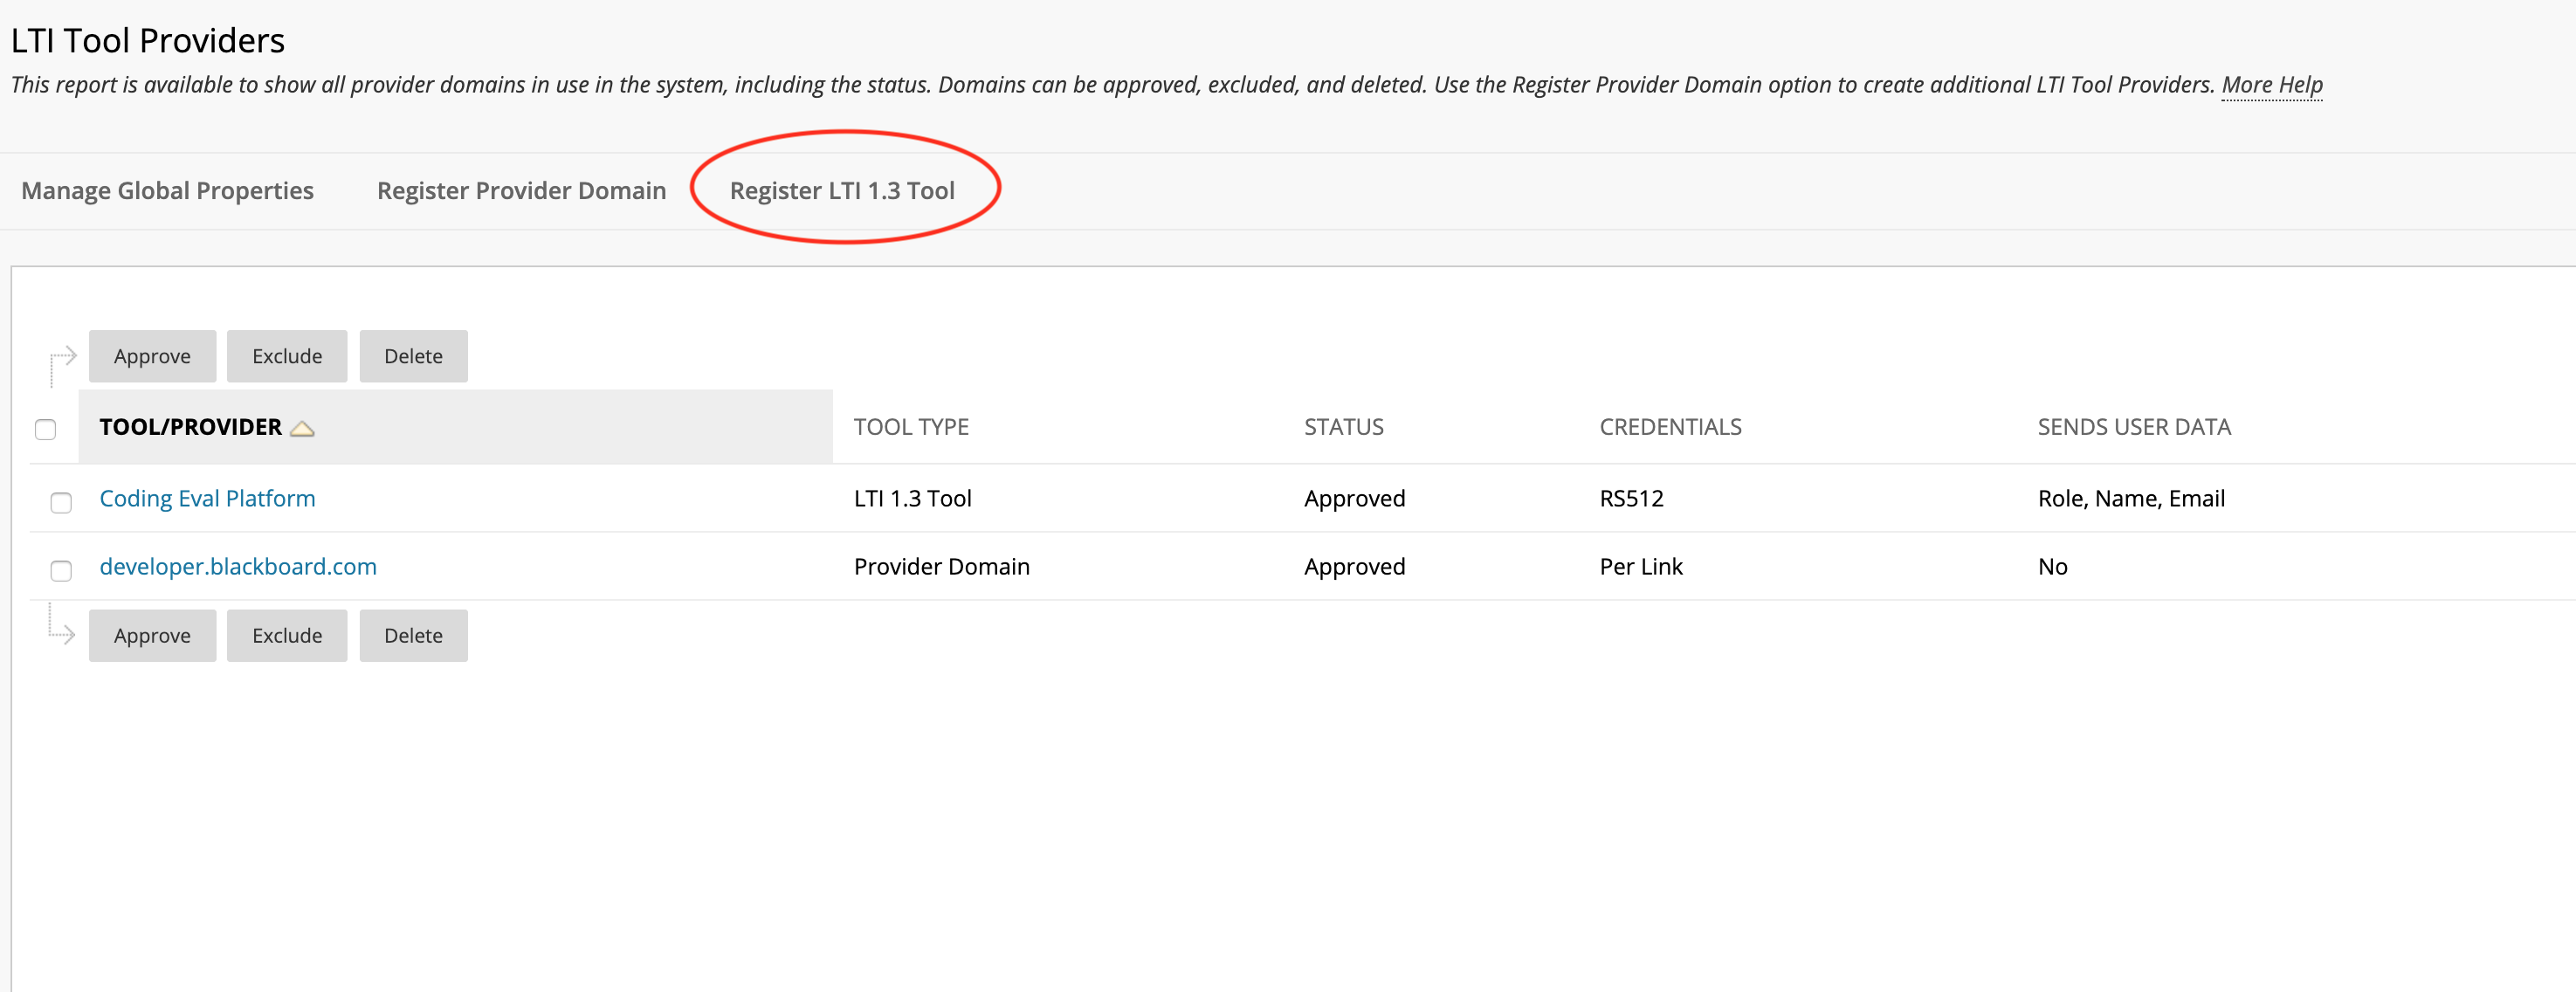 LTI Tool Providers
This report is available to show all provider domains in use in the system, including the status. Domains can be approved, excluded, and deleted. Use the Register Provider Domain option to create additional LTI Tool Providers. More Help
Manage Global Properties Register Provider Domain Register LTI 1.3 Tool
Approve Exclude Delete
TOOL/PROVIDER TOOL TYPE STATUS CREDENTIALS SENDS USER DATA
Coding Eval Platform LTI 1.3 Tool Approved RS512 Role, Name, Email
developer.blackboard.com Provider Domain Approved Per Link No
Approve Exclude Delete